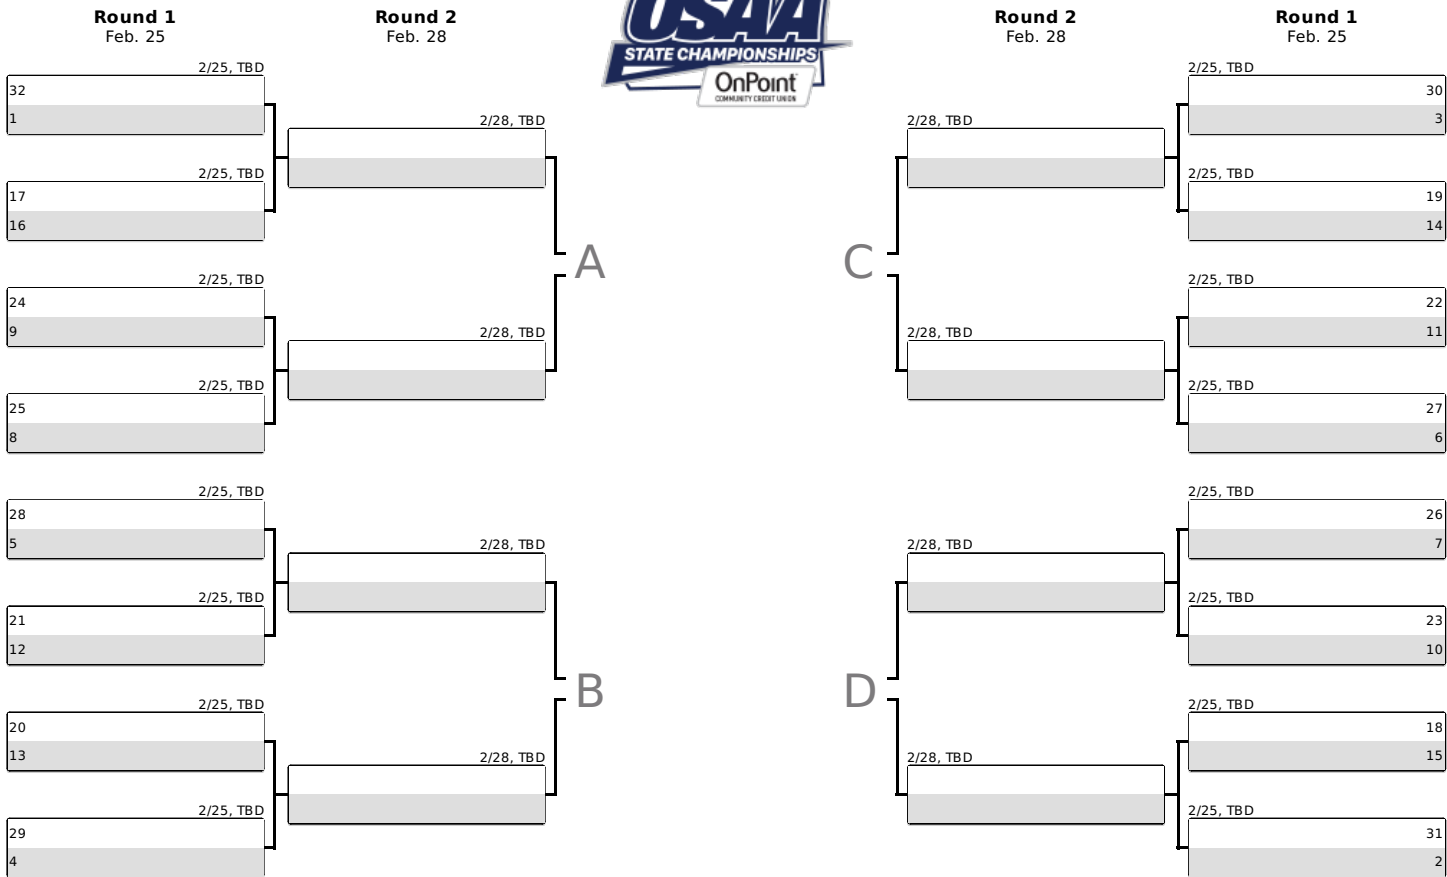 Round 1
Feb. 25
Round 2
Feb. 28
OSAA
STATE CHAMPIONSHIPS
OnPoint
COMMUNITY CREDIT UNION
Round 2
Feb. 28
Round 1
Feb. 25
2/25, TBD
32
1
2/25, TBD
17
16
2/25, TBD
24
9
2/25, TBD
25
8
2/25, TBD
28
5
2/25, TBD
21
12
2/25, TBD
20
13
2/25, TBD
29
4
2/28, TBD
2/28, TBD
2/28, TBD
2/28, TBD
A
B
C
D
2/28, TBD
2/28, TBD
2/28, TBD
2/28, TBD
2/25, TBD
30
3
2/25, TBD
19
14
2/25, TBD
22
11
2/25, TBD
27
6
2/25, TBD
26
7
2/25, TBD
23
10
2/25, TBD
18
15
2/25, TBD
31
2